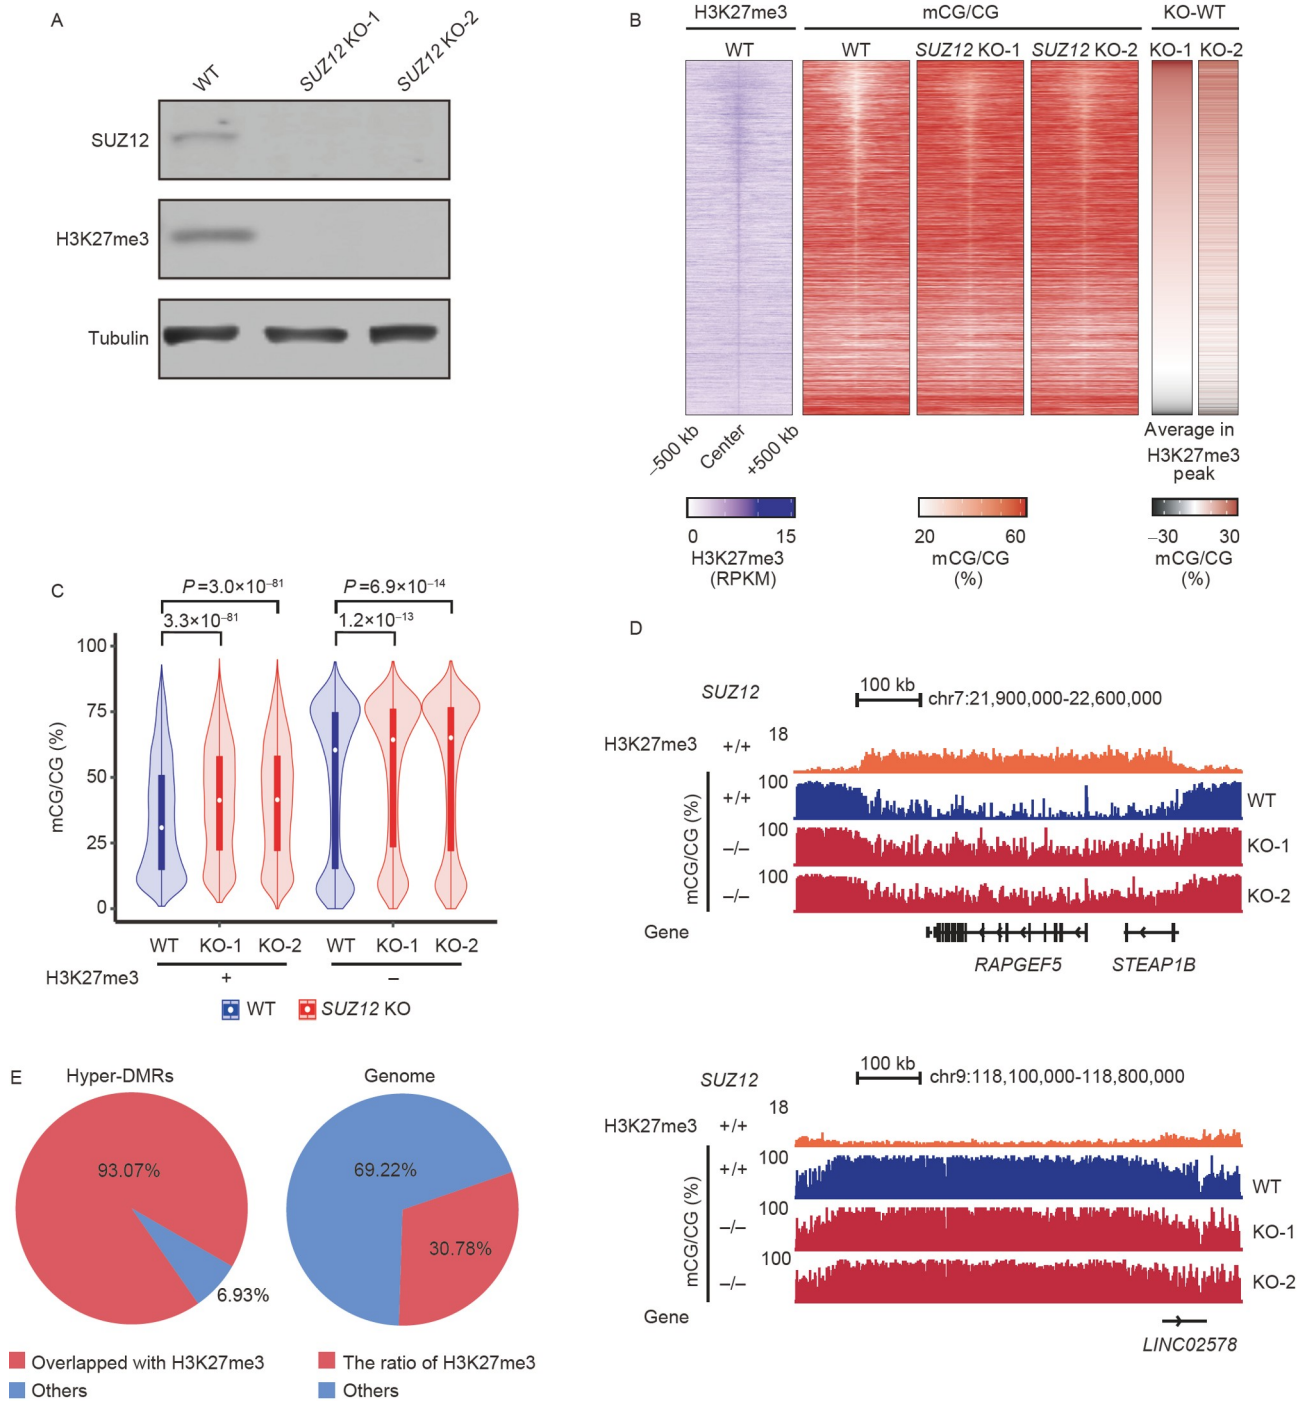 A
WT
SUZ12 KO-1
SUZ12 KO-2
SUZ12
H3K27me3
Tubulin
B
H3K27me3
mCG/CG
KO-WT
WT
WT
SUZ12 KO-1
SUZ12 KO-2
KO-1
KO-2
–500 kb
Center
+500 kb
Average in
H3K27me3
peak
0
15
H3K27me3
(RPKM)
20
60
mCG/CG
(%)
–30
30
mCG/CG
(%)
C
P=3.0×10⁻⁸¹
3.3×10⁻⁸¹
P=6.9×10⁻¹⁴
1.2×10⁻¹³
mCG/CG (%)
100
75
50
25
0
WT
KO-1
KO-2
WT
KO-1
KO-2
H3K27me3
+
–
WT
SUZ12 KO
D
SUZ12
100 kb
chr7:21,900,000-22,600,000
H3K27me3
+/+
18
mCG/CG (%)
+/+
100
WT
–/–
100
KO-1
–/–
100
KO-2
Gene
RAPGEF5
STEAP1B
SUZ12
100 kb
chr9:118,100,000-118,800,000
H3K27me3
+/+
18
mCG/CG (%)
+/+
100
WT
–/–
100
KO-1
–/–
100
KO-2
Gene
LINC02578
E
Hyper-DMRs
93.07%
6.93%
Overlapped with H3K27me3
Others
Genome
69.22%
30.78%
The ratio of H3K27me3
Others